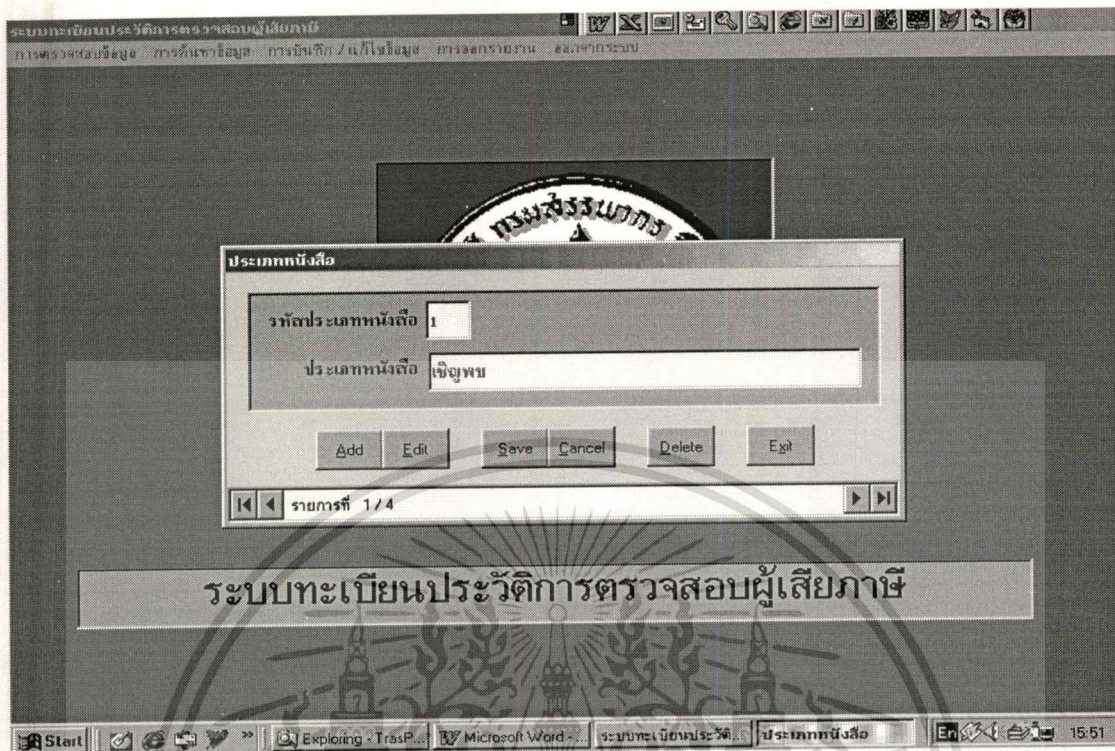 ระบบทะเบียนประวัติการตรวจสอบผู้เสียภาษี
การตรวจสอบข้อมูล การค้นหาข้อมูล การบันทึก / แก้ไขข้อมูล การออกรายงาน ออกจากระบบ
กรมสรรพากร
ประเภทหนังสือ
รหัสประเภทหนังสือ 1
ประเภทหนังสือ เชิญพบ
Add Edit Save Cancel Delete Exit
รายการที่ 1 / 4
ระบบทะเบียนประวัติการตรวจสอบผู้เสียภาษี
Start Exploring - TrasP... Microsoft Word - ... ระบบทะเบียนประวัติ... ประเภทหนังสือ En 15:51